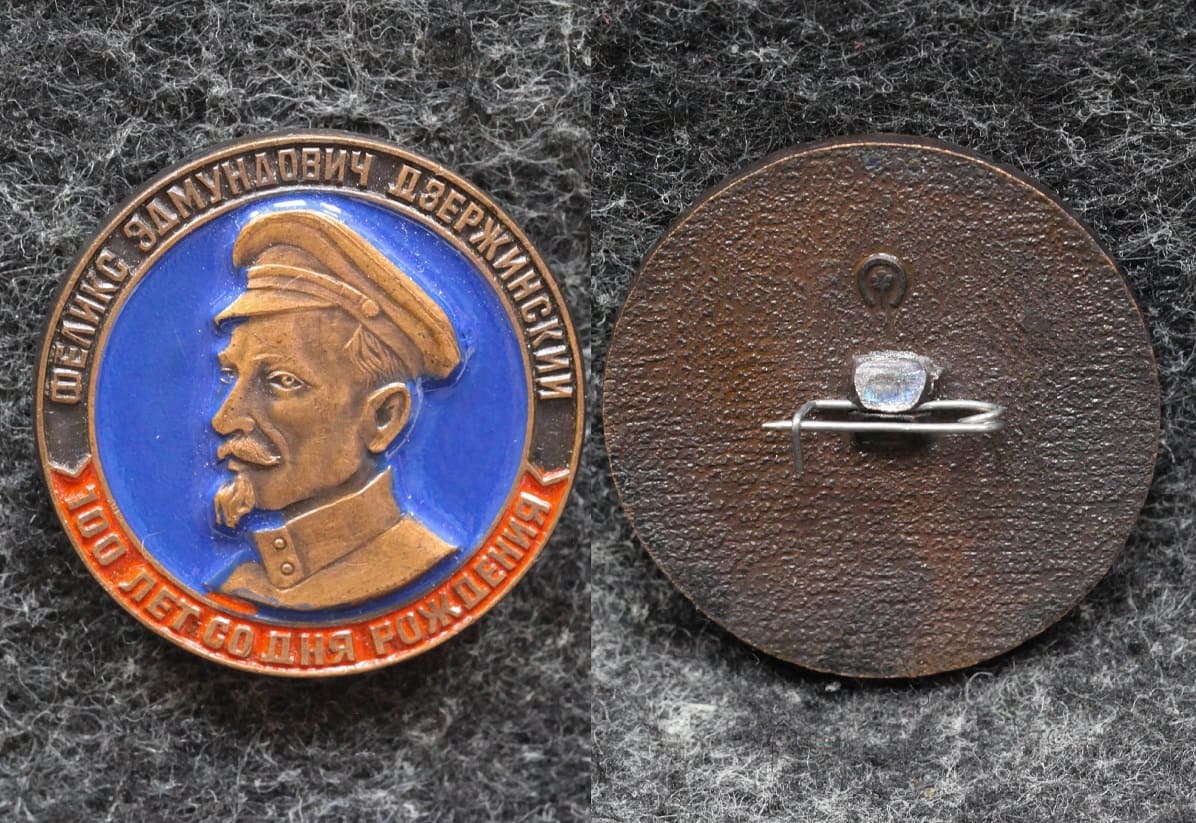 ФЕЛИКС ЭДМУНДОВИЧ ДЗЕРЖИНСКИЙ
100 ЛЕТ СО ДНЯ РОЖДЕНИЯ